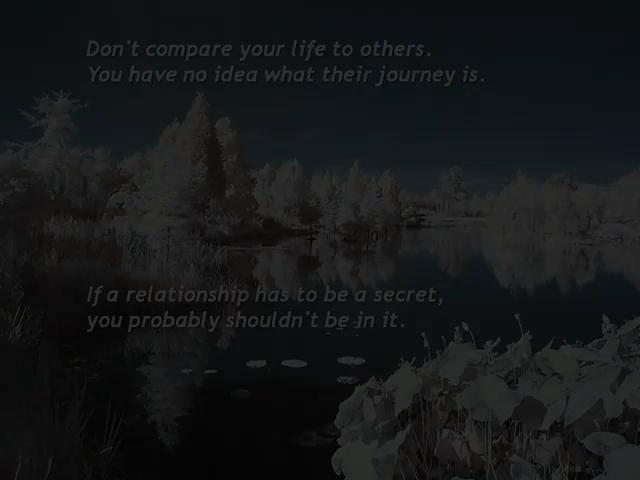 Don't compare your life to others.
You have no idea what their journey is.
If a relationship has to be a secret,
you probably shouldn't be in it.